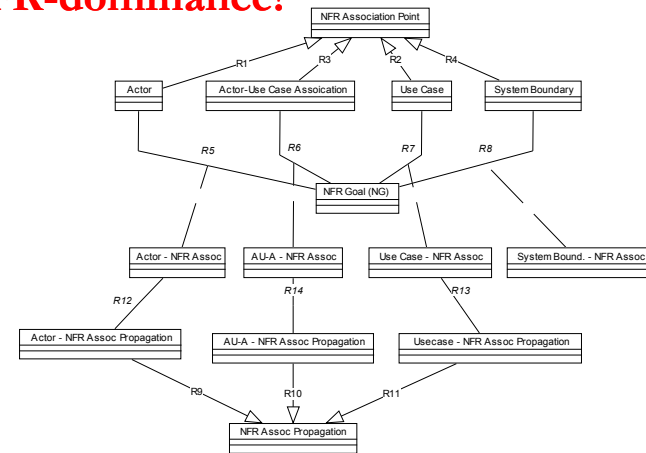 R-dominance!
NFR Association Point
R1
R3
R2
R4
Actor
Actor-Use Case Assoication
Use Case
System Boundary
R5
R6
R7
R8
NFR Goal (NG)
Actor - NFR Assoc
AU-A - NFR Assoc
Use Case - NFR Assoc
System Bound. - NFR Assoc
R12
R14
R13
Actor - NFR Assoc Propagation
AU-A - NFR Assoc Propagation
Usecase - NFR Assoc Propagation
R9
R10
R11
NFR Assoc Propagation